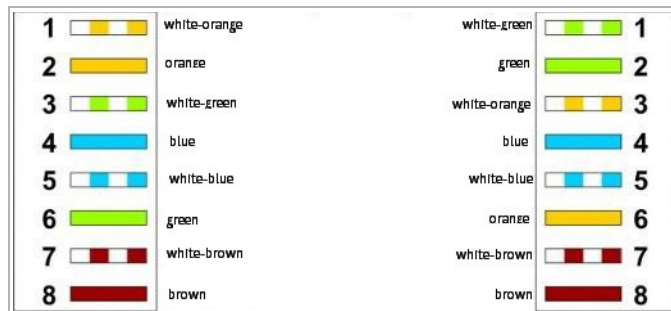 1 white-orange white-green 1
2 orange green 2
3 white-green white-orange 3
4 blue blue 4
5 white-blue white-blue 5
6 green orange 6
7 white-brown white-brown 7
8 brown brown 8